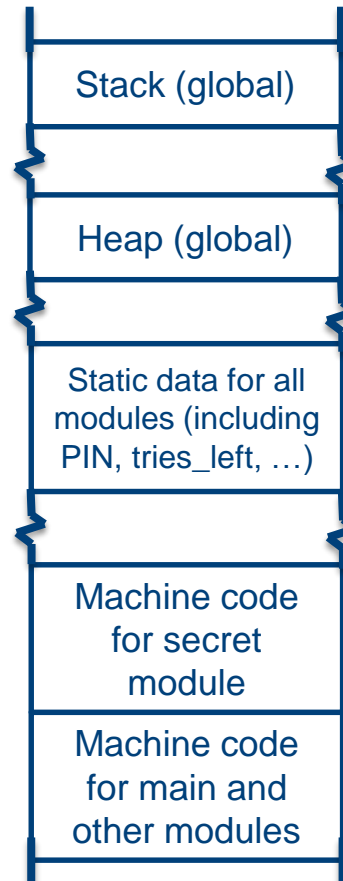 Stack (global)
Heap (global)
Static data for all
modules (including
PIN, tries_left, …)
Machine code
for secret
module
Machine code
for main and
other modules